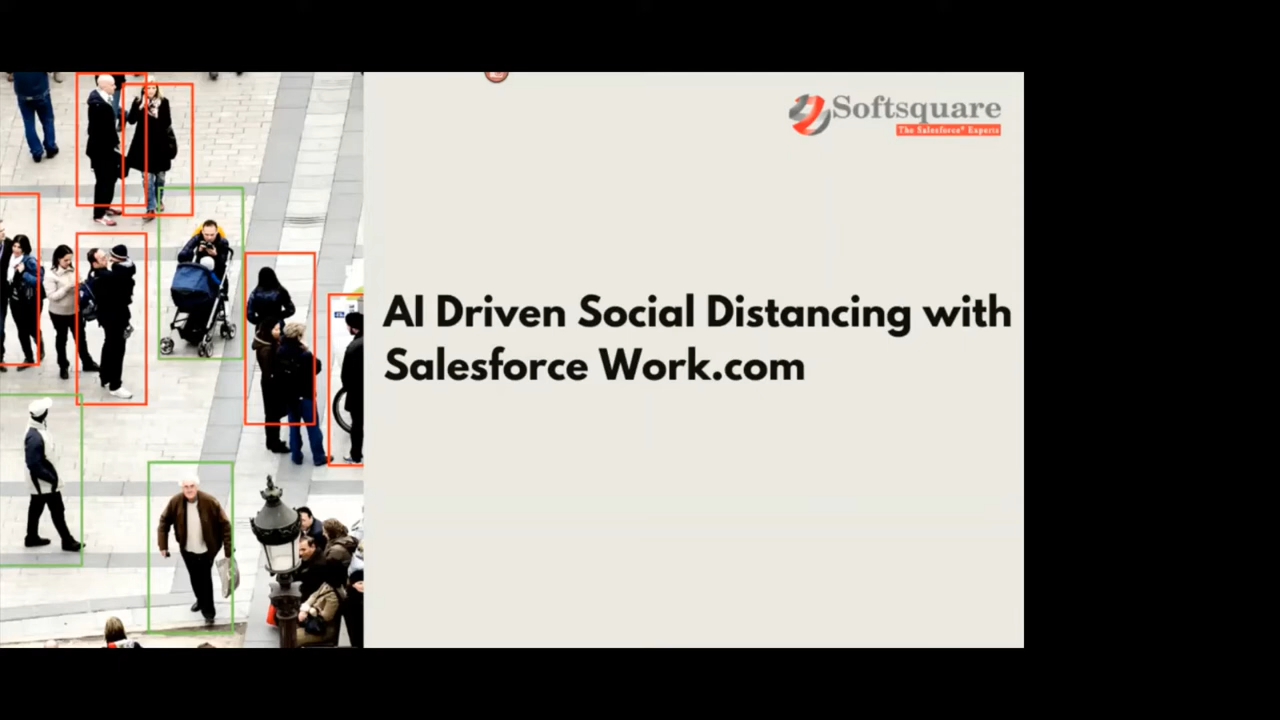 Softsquare
The Salesforce® Experts
AI Driven Social Distancing with
Salesforce Work.com